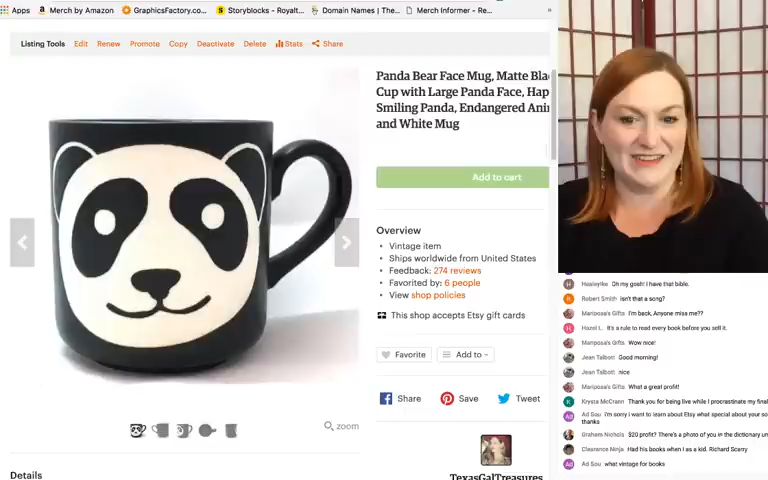 Apps Merch by Amazon GraphicsFactory.co... Storyblocks - Royalt... Domain Names | The... Merch Informer - Re... »
Listing Tools Edit Renew Promote Copy Deactivate Delete Stats Share
Panda Bear Face Mug, Matte Bla
Cup with Large Panda Face, Hap
Smiling Panda, Endangered Ani
and White Mug
Add to cart
Overview
• Vintage item
• Ships worldwide from United States
• Feedback: 274 reviews
• Favorited by: 6 people
• View shop policies
This shop accepts Etsy gift cards
Favorite Add to
Share Save Tweet
zoom
TexasGalTreasures
Details
Oh my gosh! I have that bible.
Robert Smith isn't that a song?
Mariposa's Gifts I'm back. Anyone miss me??
Hazel L. It's a rule to read every book before you sell it.
Mariposa's Gifts Wow nice!
Jean Talbott Good morning!
Jean Talbott nice
Mariposa's Gifts What a great profit!
Krysta McCrann Thank you for being live while I procrastinate my final
Ad Sou I'm sorry i want to learn about Etsy what special about your so
thanks
Graham Nichols $20 profit? There's a photo of you in the dictionary un
Clearance Ninja Had his books when I as a kid. Richard Scarry
Ad Sou what vintage for books